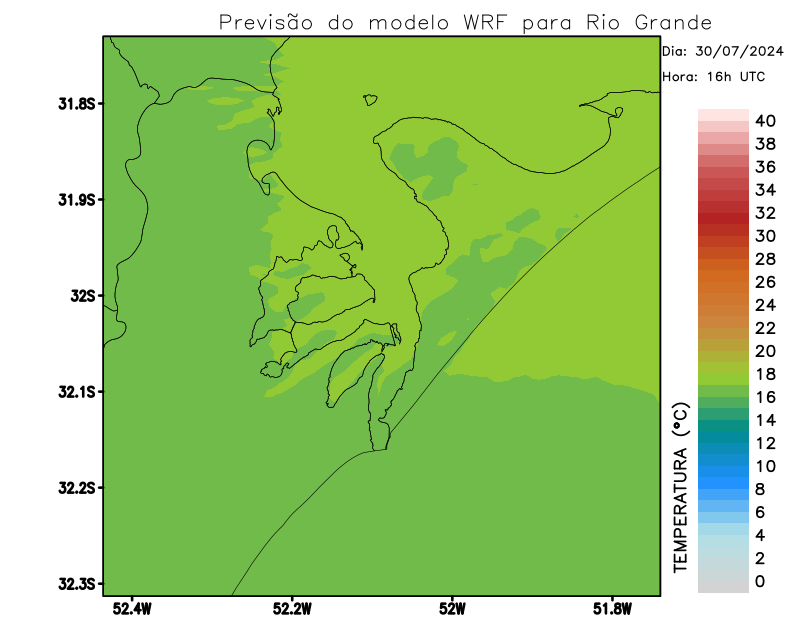 Previsão do modelo WRF para Rio Grande
Dia: 30/07/2024
Hora: 16h UTC
31.8S
31.9S
32S
32.1S
32.2S
32.3S
52.4W
52.2W
52W
51.8W
TEMPERATURA (°C)
40
38
36
34
32
30
28
26
24
22
20
18
16
14
12
10
8
6
4
2
0